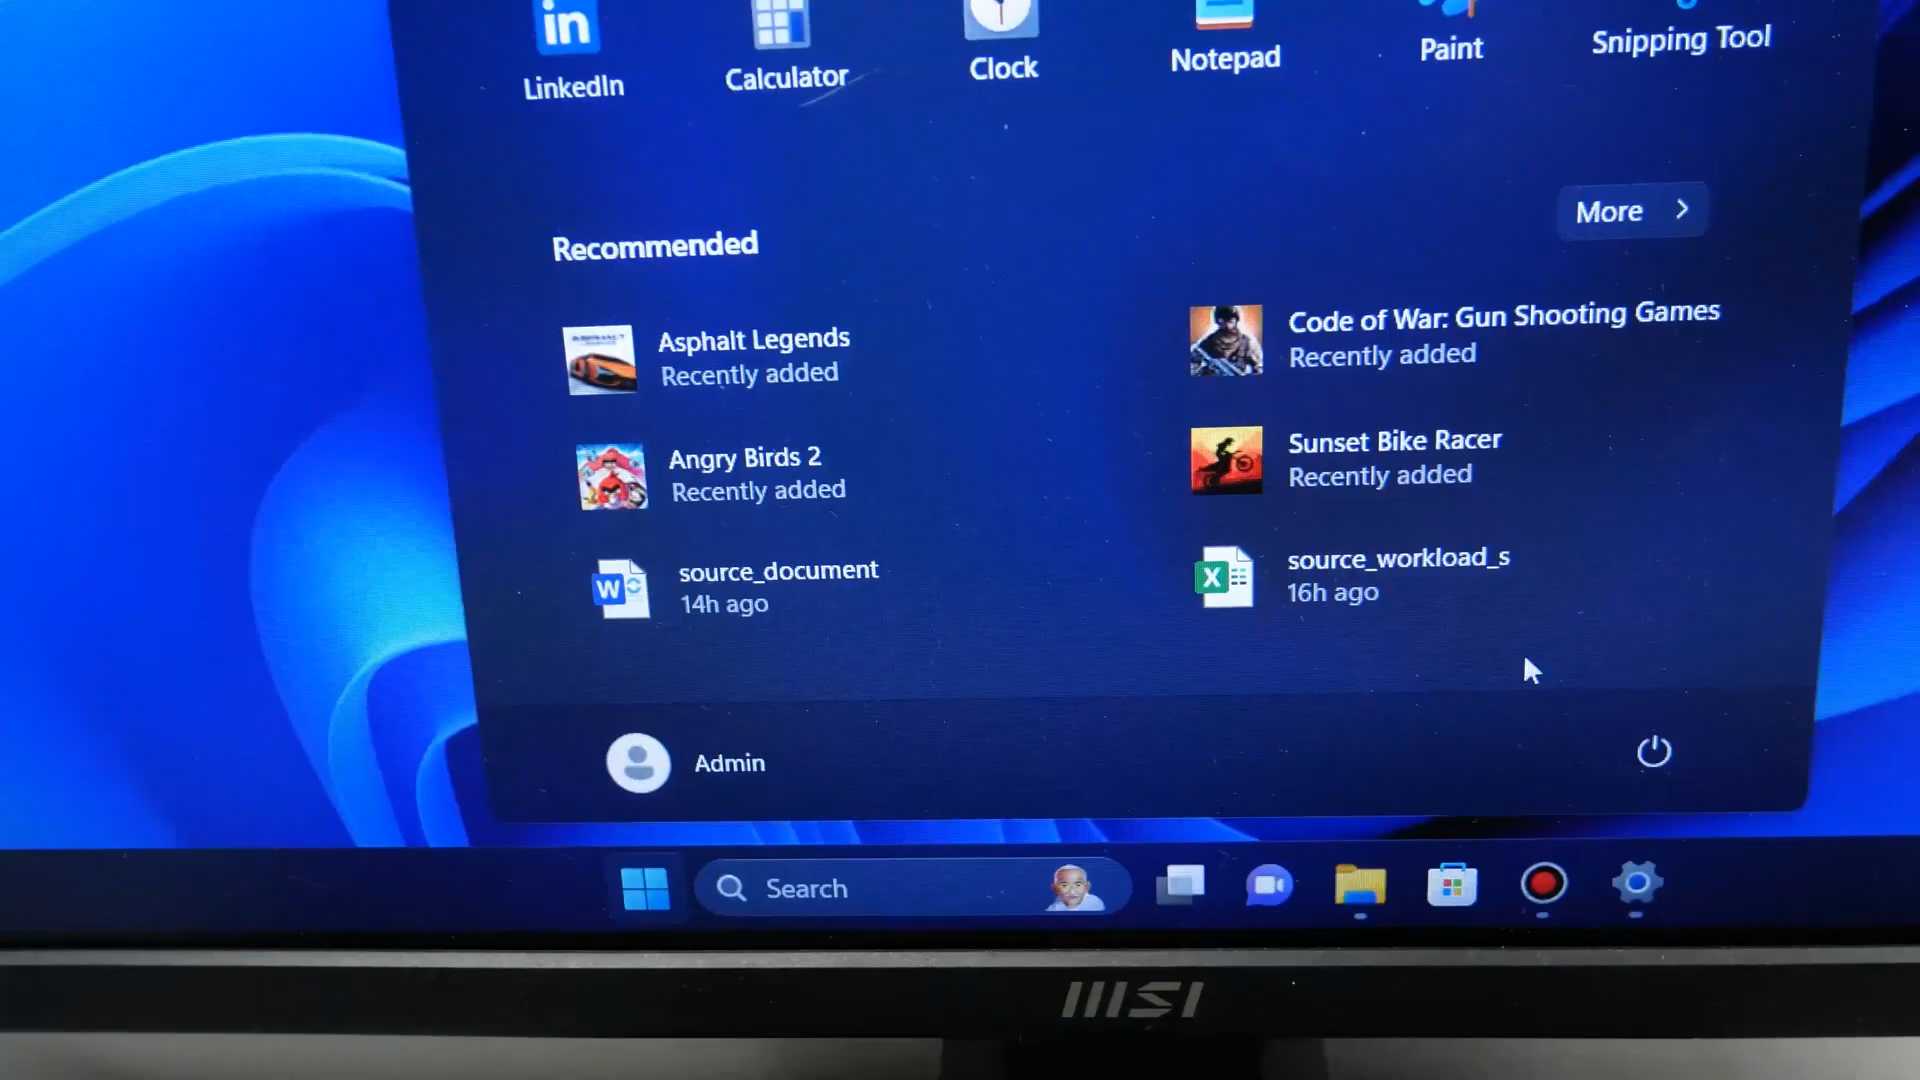 in
LinkedIn
Calculator
Clock
Notepad
Paint
Snipping Tool
More
Recommended
Asphalt Legends
Recently added
Code of War: Gun Shooting Games
Recently added
Angry Birds 2
Recently added
Sunset Bike Racer
Recently added
W
source_document
14h ago
X
source_workload_s
16h ago
Admin
Search
msi